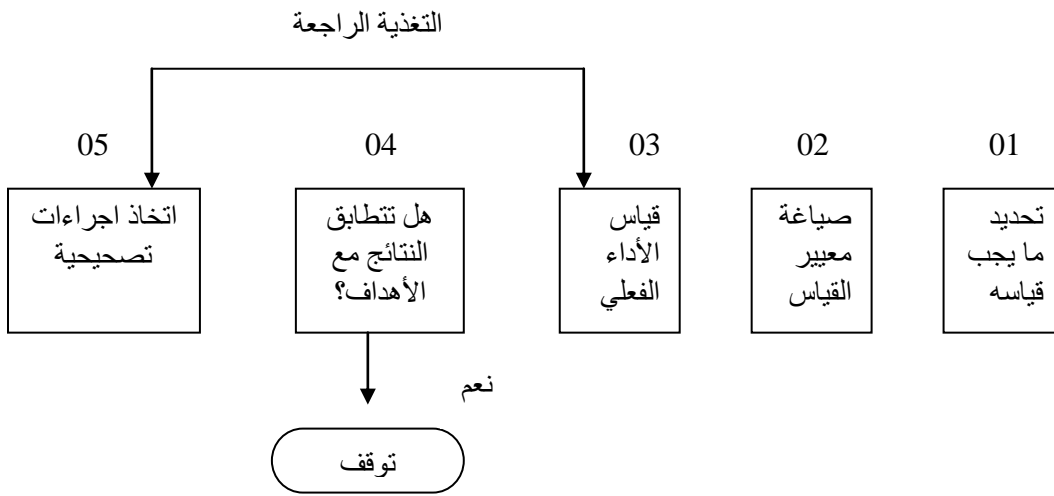 التغذية الراجعة
01
02
03
04
05
تحديد
ما يجب
قياسه
صياغة
معيير
القياس
قياس
الأداء
الفعلي
هل تتطابق
النتائج مع
الأهداف؟
اتخاذ اجراءات
تصحيحية
نعم
توقف